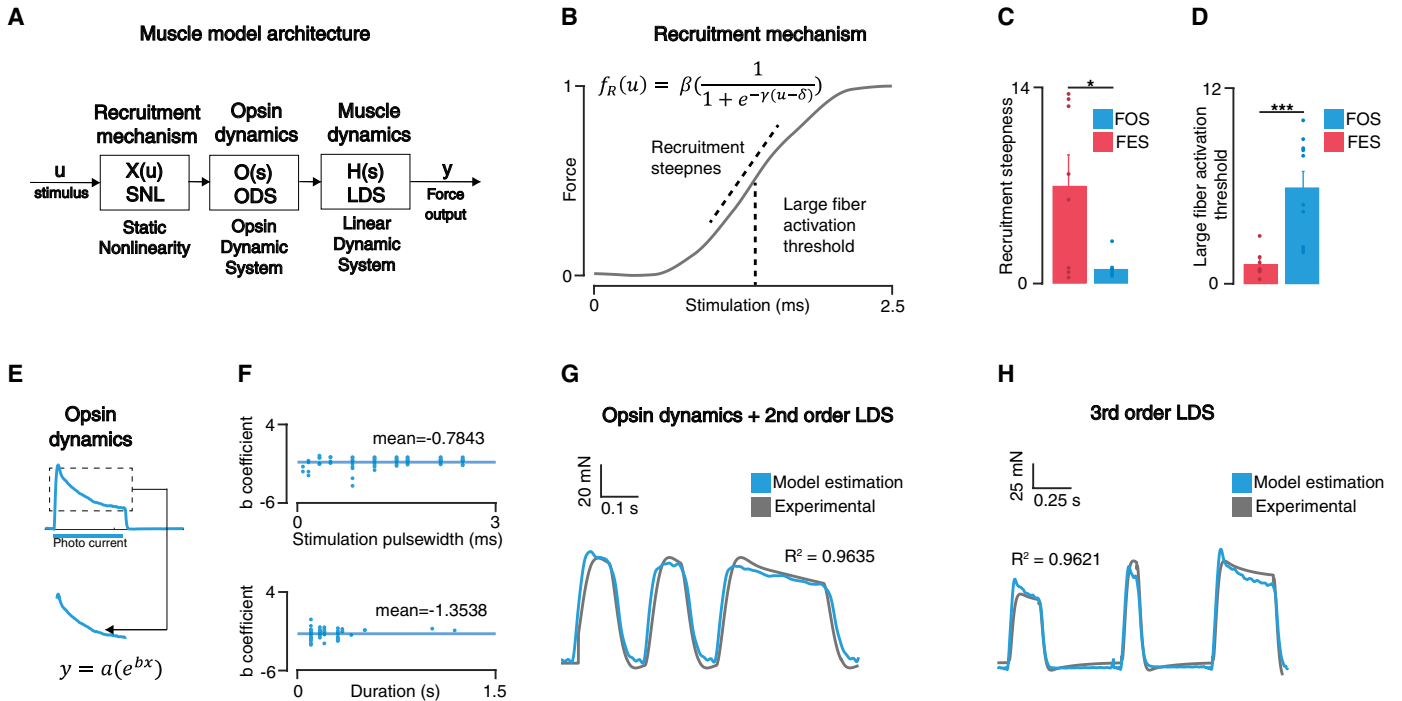 A
Muscle model architecture
Recruitment
mechanism
Opsin
dynamics
Muscle
dynamics
u
stimulus
X(u)
SNL
O(s)
ODS
H(s)
LDS
y
Force
output
Static
Nonlinearity
Opsin
Dynamic
System
Linear
Dynamic
System
B
Recruitment mechanism
f_R(u) = β(1/(1 + e^{-γ(u-δ)}))
1
Force
0
Recruitment
steepnes
Large fiber
activation
threshold
0
Stimulation (ms)
2.5
C
Recruitment steepness
14
0
*
FOS
FES
D
Large fiber activation
threshold
12
0
***
FOS
FES
E
Opsin
dynamics
Photo current
y = a(e^{bx})
F
b coefficient
4
-6
mean=-0.7843
0
3
Stimulation pulsewidth (ms)
b coefficient
4
-6
mean=-1.3538
0
Duration (s)
1.5
G
Opsin dynamics + 2nd order LDS
20 mN
0.1 s
Model estimation
Experimental
R² = 0.9635
H
3rd order LDS
25 mN
0.25 s
Model estimation
Experimental
R² = 0.9621